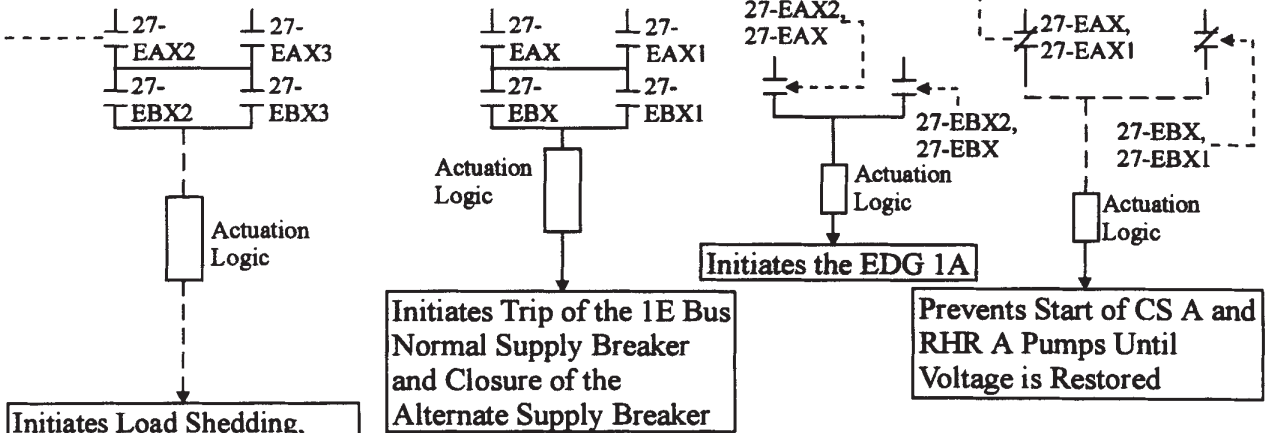 27-
EAX2
27-
EAX3
27-
EBX2
27-
EBX3
Actuation
Logic
Initiates Load Shedding,
27-
EAX
27-
EAX1
27-
EBX
27-
EBX1
Actuation
Logic
Initiates Trip of the 1E Bus
Normal Supply Breaker
and Closure of the
Alternate Supply Breaker
27-EAX2,
27-EAX
27-EBX2,
27-EBX
Actuation
Logic
Initiates the EDG 1A
27-EAX,
27-EAX1
27-EBX,
27-EBX1
Actuation
Logic
Prevents Start of CS A and
RHR A Pumps Until
Voltage is Restored